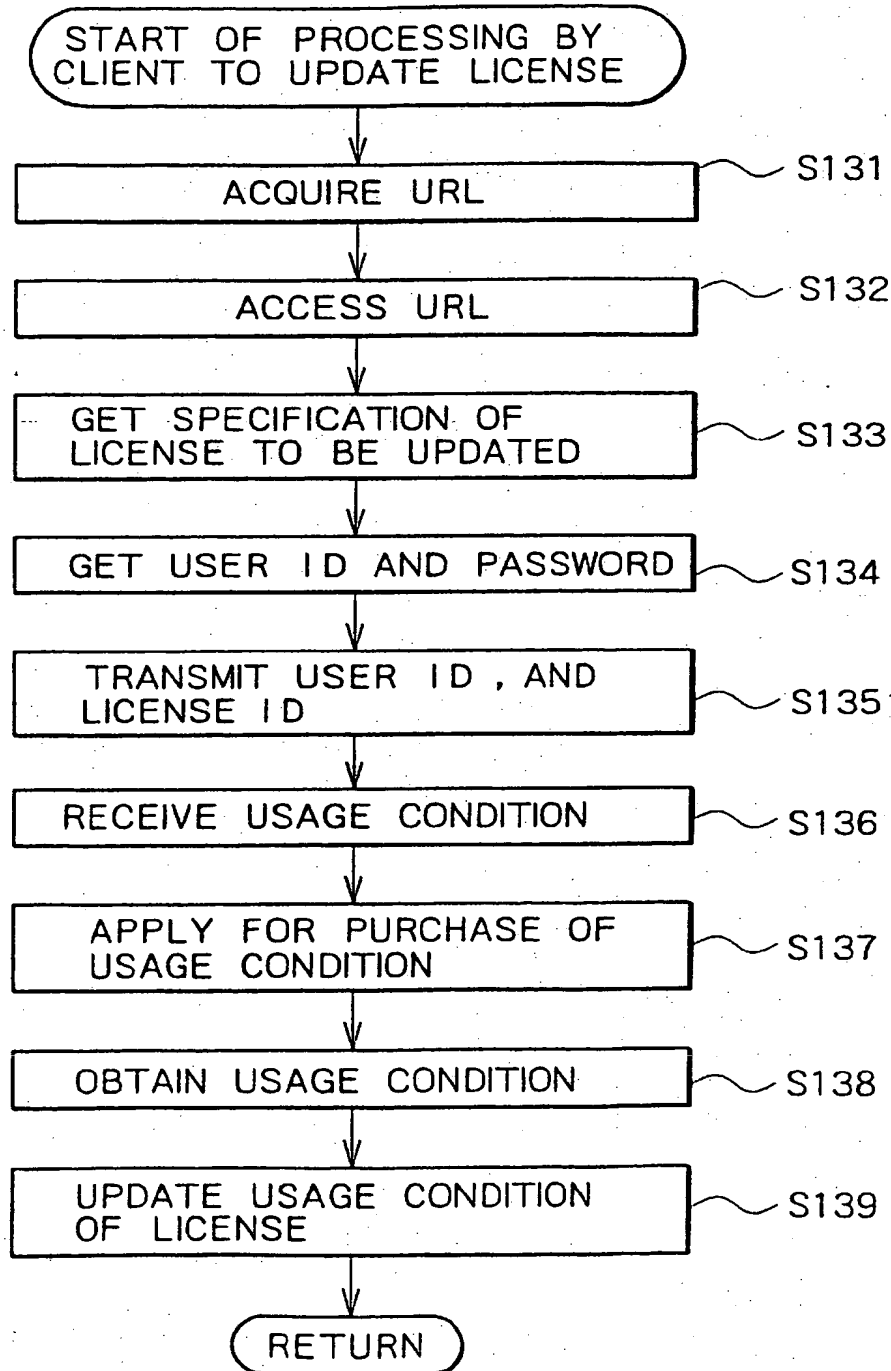 START OF PROCESSING BY
CLIENT TO UPDATE LICENSE
ACQUIRE URL
S131
ACCESS URL
S132
GET SPECIFICATION OF
LICENSE TO BE UPDATED
S133
GET USER ID AND PASSWORD
S134
TRANSMIT USER ID , AND
LICENSE ID
S135
RECEIVE USAGE CONDITION
S136
APPLY FOR PURCHASE OF
USAGE CONDITION
S137
OBTAIN USAGE CONDITION
S138
UPDATE USAGE CONDITION
OF LICENSE
S139
RETURN